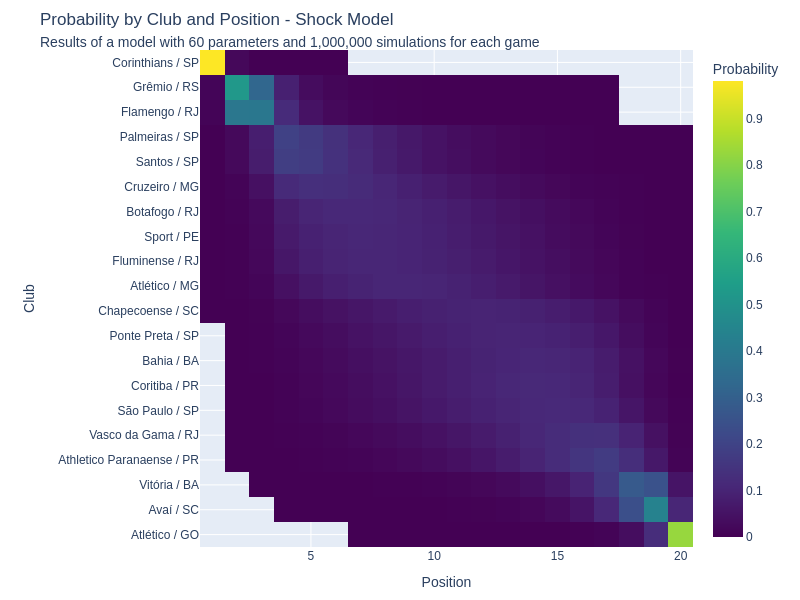 Probability by Club and Position - Shock Model
Results of a model with 60 parameters and 1,000,000 simulations for each game
Probability
Club
Corinthians / SP
Grêmio / RS
Flamengo / RJ
Palmeiras / SP
Santos / SP
Cruzeiro / MG
Botafogo / RJ
Sport / PE
Fluminense / RJ
Atlético / MG
Chapecoense / SC
Ponte Preta / SP
Bahia / BA
Coritiba / PR
São Paulo / SP
Vasco da Gama / RJ
Athletico Paranaense / PR
Vitória / BA
Avaí / SC
Atlético / GO
0.9
0.8
0.7
0.6
0.5
0.4
0.3
0.2
0.1
0
5 10 15 20
Position